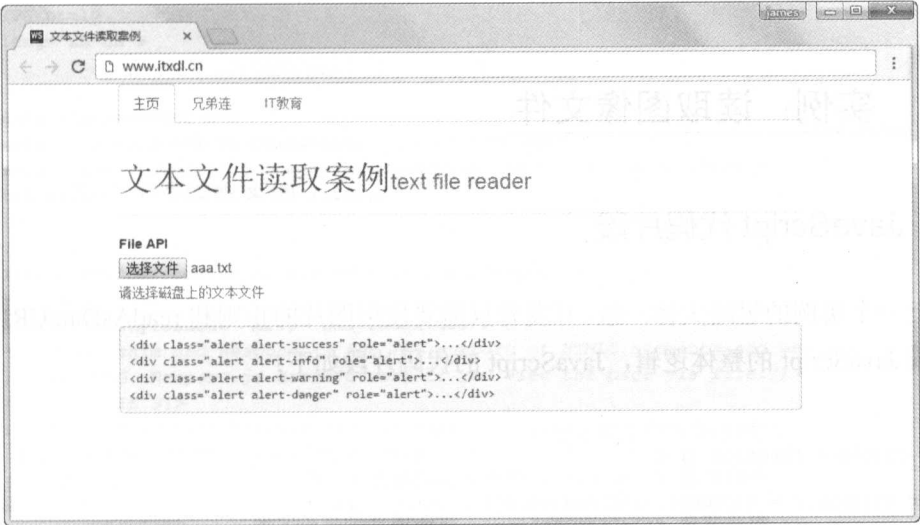 james
文本文件读取案例
www.itxdl.cn
主页 兄弟连 IT教育
文本文件读取案例text file reader
File API
选择文件 aaa.txt
请选择磁盘上的文本文件
<div class="alert alert-success" role="alert">...</div>
<div class="alert alert-info" role="alert">...</div>
<div class="alert alert-warning" role="alert">...</div>
<div class="alert alert-danger" role="alert">...</div>